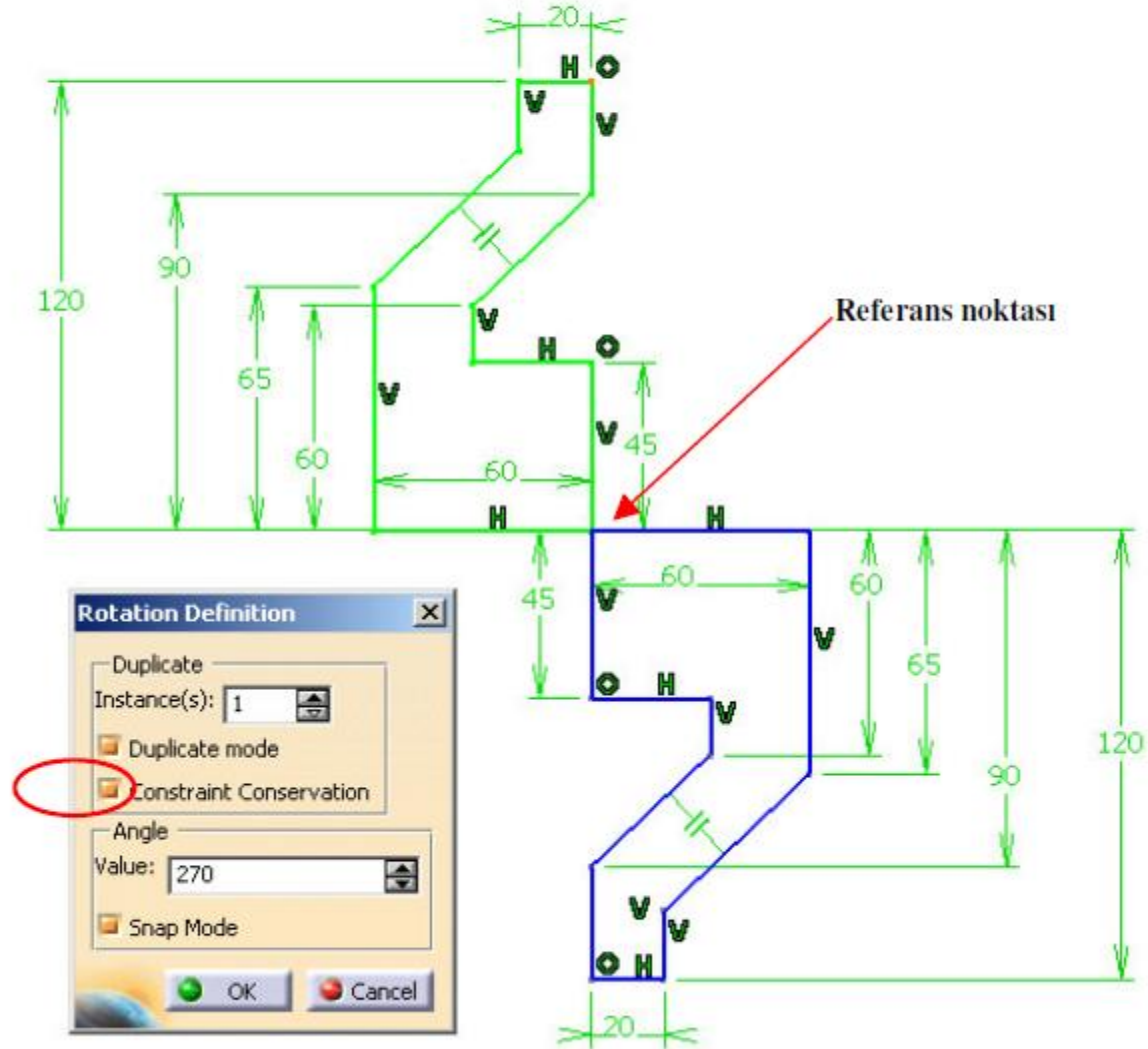 20
H
V
V
120
90
65
60
V
H
V
V
45
60
H
H
Referans noktası
45
60
V
60
65
90
120
V
H
V
V
V
H
20
Rotation Definition
Duplicate
Instance(s): 1
Duplicate mode
Constraint Conservation
Angle
Value: 270
Snap Mode
OK Cancel